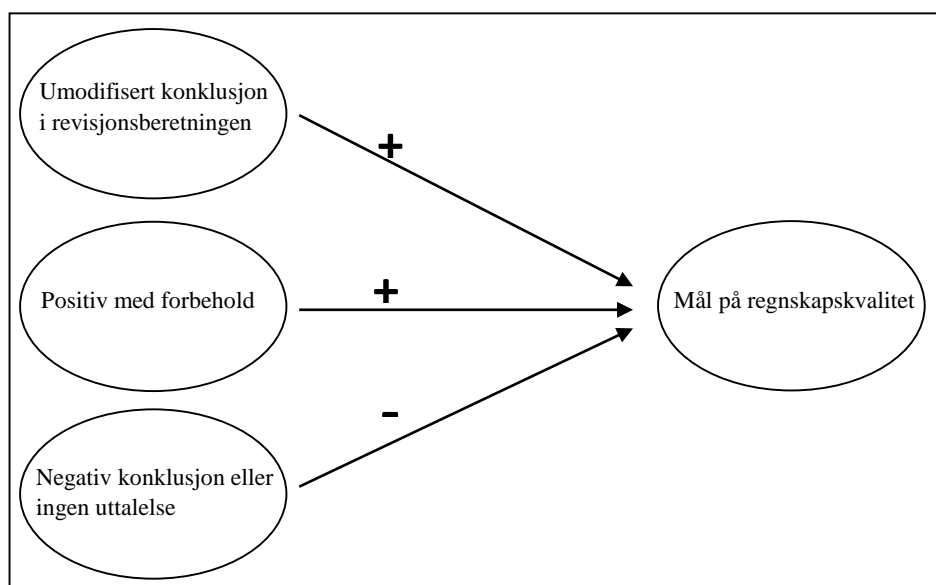 Umodifisert konklusjon
i revisjonsberetningen
+
Positiv med forbehold
+
Mål på regnskapskvalitet
-
Negativ konklusjon eller
ingen uttalelse